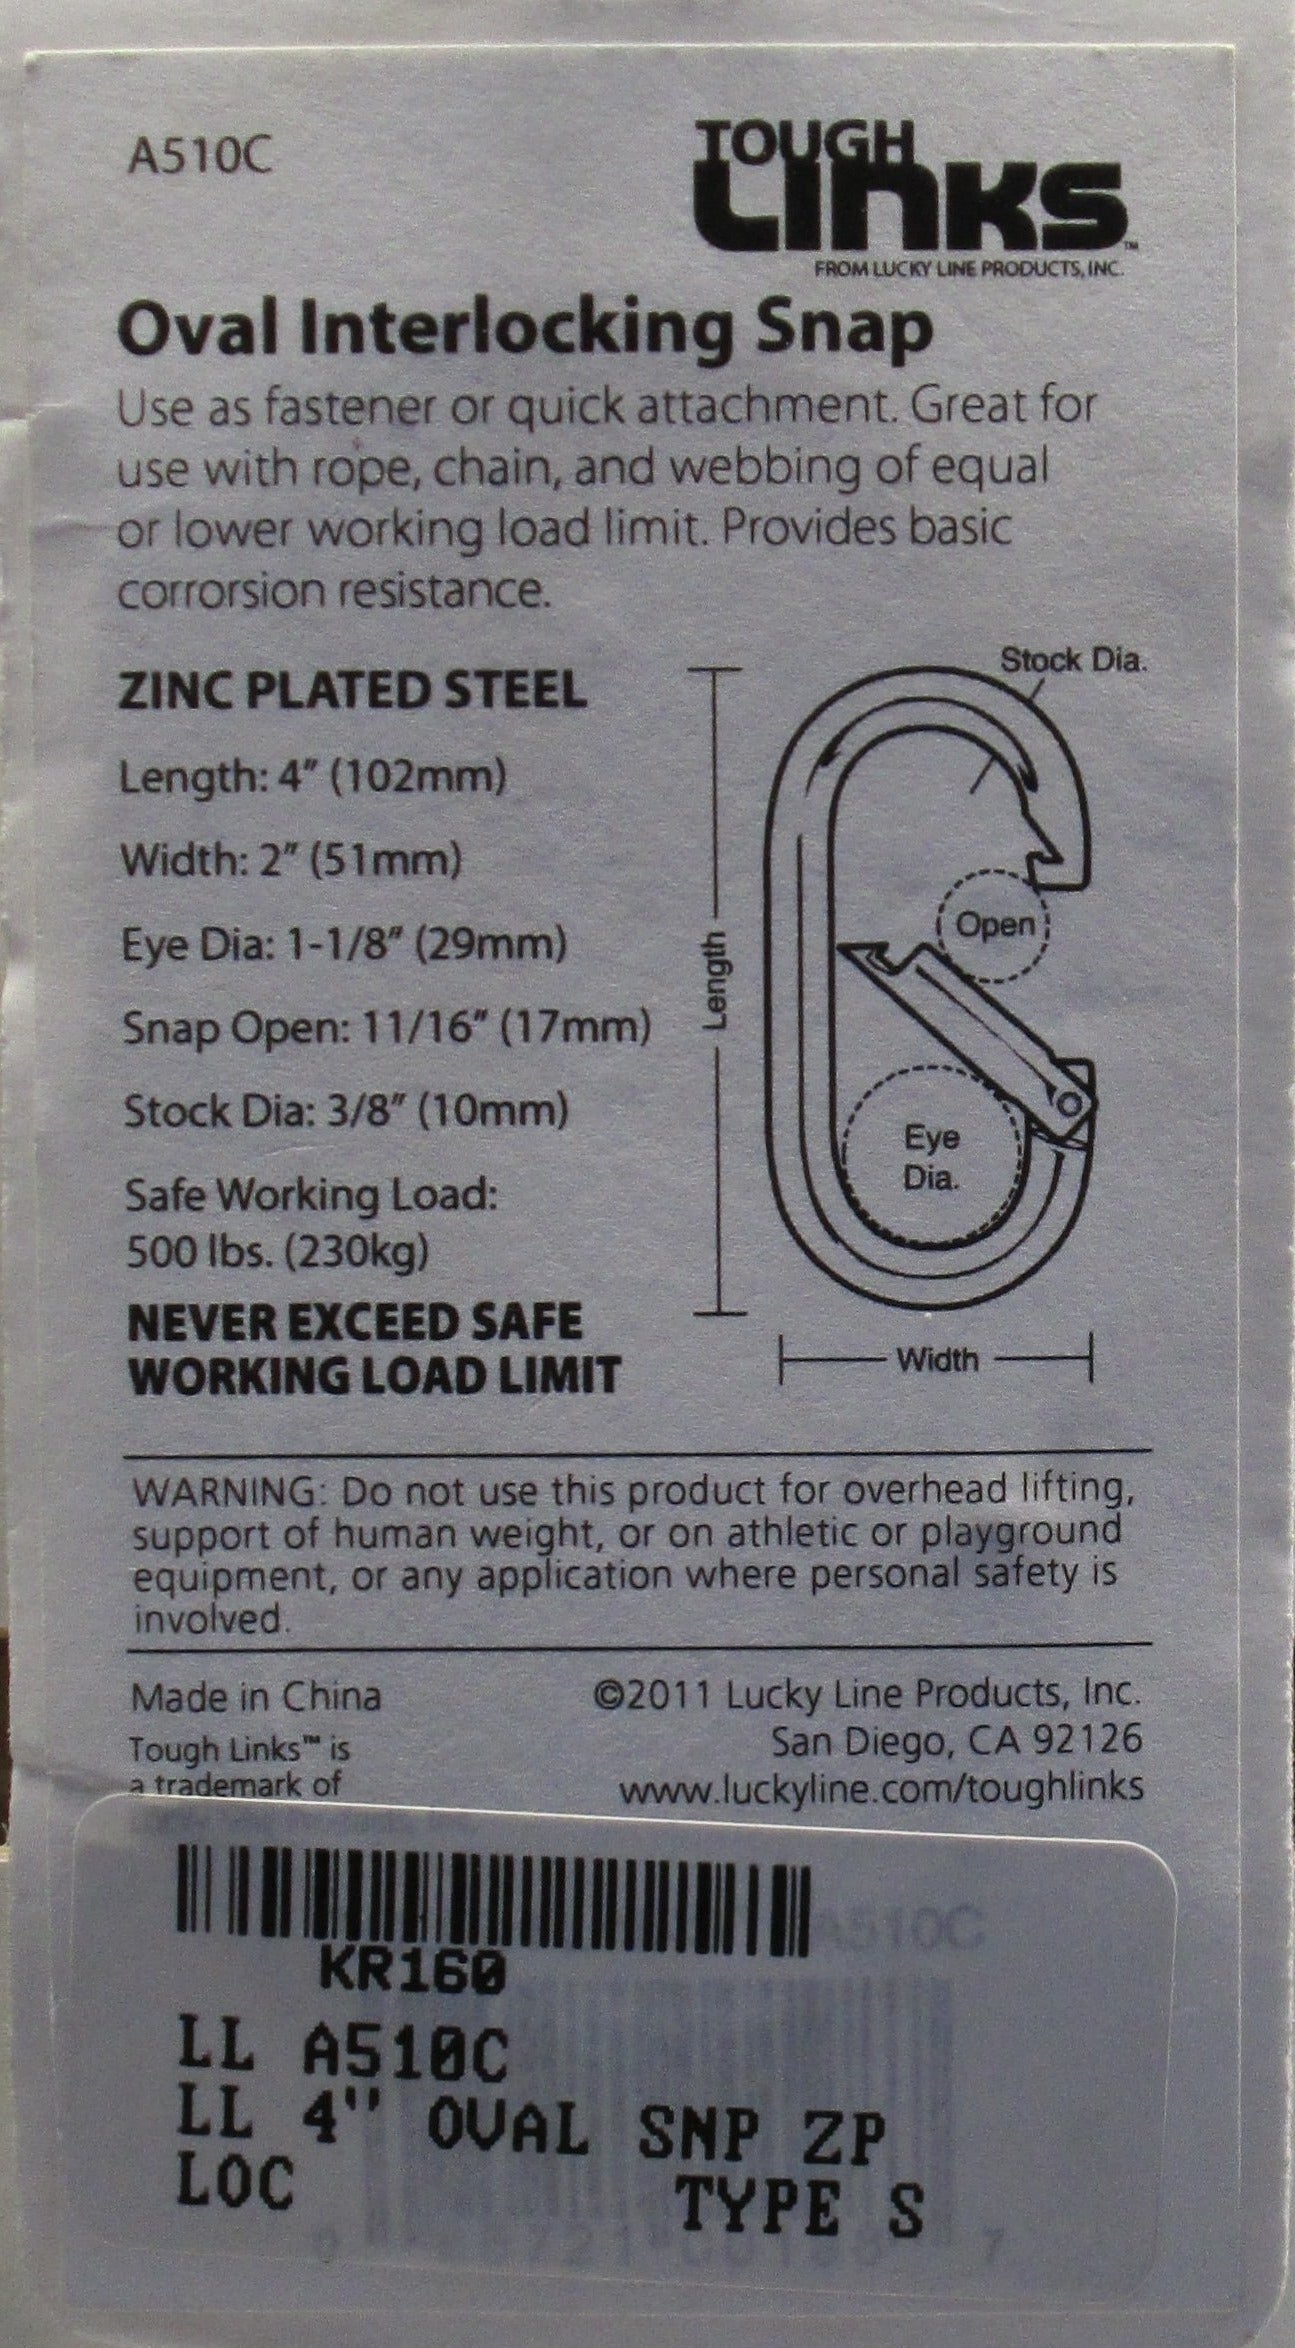 A510C
TOUGH
LINKS™
FROM LUCKY LINE PRODUCTS, INC.
Oval Interlocking Snap
Use as fastener or quick attachment. Great for
use with rope, chain, and webbing of equal
or lower working load limit. Provides basic
corrorsion resistance.
ZINC PLATED STEEL
Length: 4" (102mm)
Width: 2" (51mm)
Eye Dia: 1-1/8" (29mm)
Snap Open: 11/16" (17mm)
Stock Dia: 3/8" (10mm)
Safe Working Load:
500 lbs. (230kg)
NEVER EXCEED SAFE
WORKING LOAD LIMIT
Stock Dia.
Open
Length
Eye
Dia.
Width
WARNING: Do not use this product for overhead lifting,
support of human weight, or on athletic or playground
equipment, or any application where personal safety is
involved.
Made in China
Tough Links™ is
a trademark of
©2011 Lucky Line Products, Inc.
San Diego, CA 92126
www.luckyline.com/toughlinks
A510C
KR160
LL A510C
LL 4" OVAL SNP ZP
LOC TYPE S